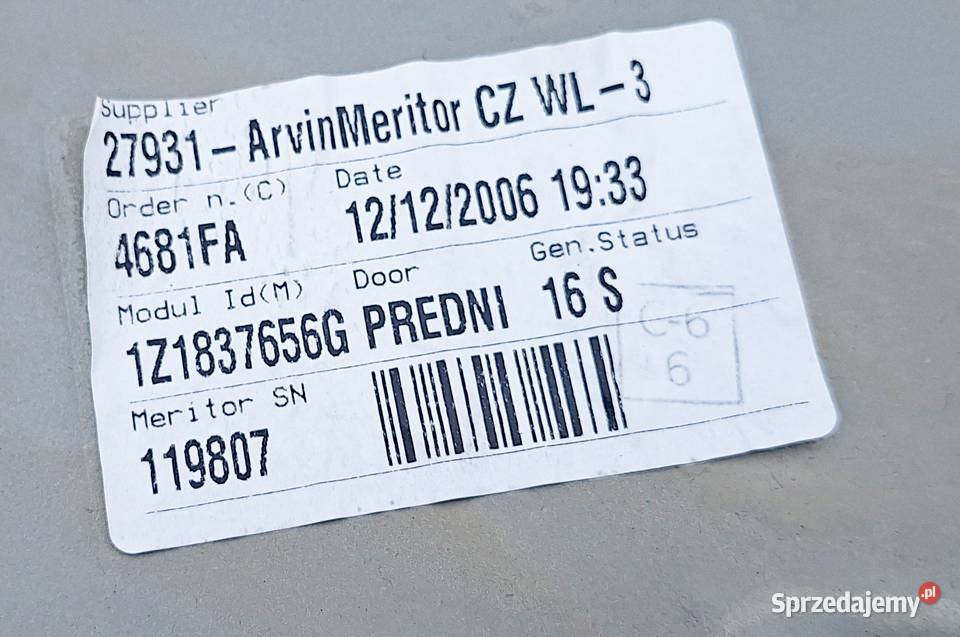 Supplier
27931- ArvinMeritor CZ WL-3
Order n.(C) Date
4681FA 12/12/2006 19:33
Modul Id(M) Door Gen.Status
1Z1837656G PREDNI 16 S
Meritor SN
119807
C-6
6
Sprzedajemy.pl